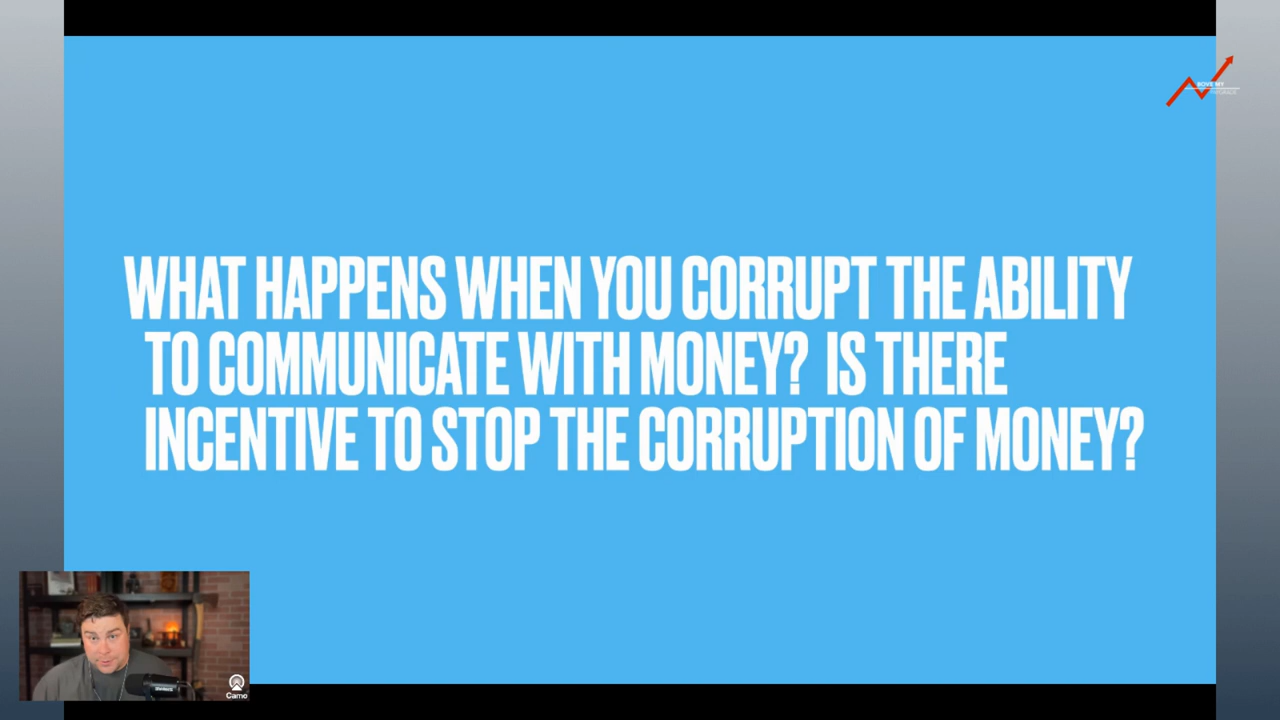 WHAT HAPPENS WHEN YOU CORRUPT THE ABILITY
TO COMMUNICATE WITH MONEY? IS THERE
INCENTIVE TO STOP THE CORRUPTION OF MONEY?
Camo